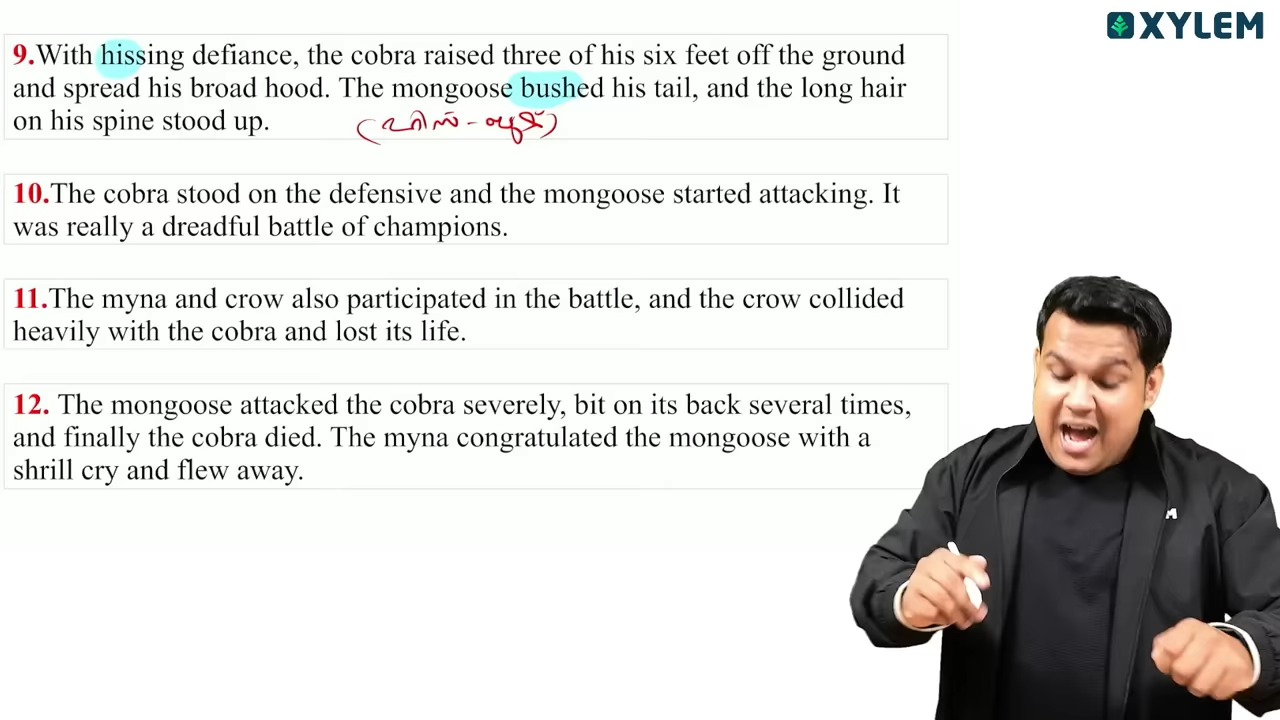 XYLEM
9.With hissing defiance, the cobra raised three of his six feet off the ground
and spread his broad hood. The mongoose bushed his tail, and the long hair
on his spine stood up.
(ഹിസ്-ബുഷ്)
10.The cobra stood on the defensive and the mongoose started attacking. It
was really a dreadful battle of champions.
11.The myna and crow also participated in the battle, and the crow collided
heavily with the cobra and lost its life.
12. The mongoose attacked the cobra severely, bit on its back several times,
and finally the cobra died. The myna congratulated the mongoose with a
shrill cry and flew away.